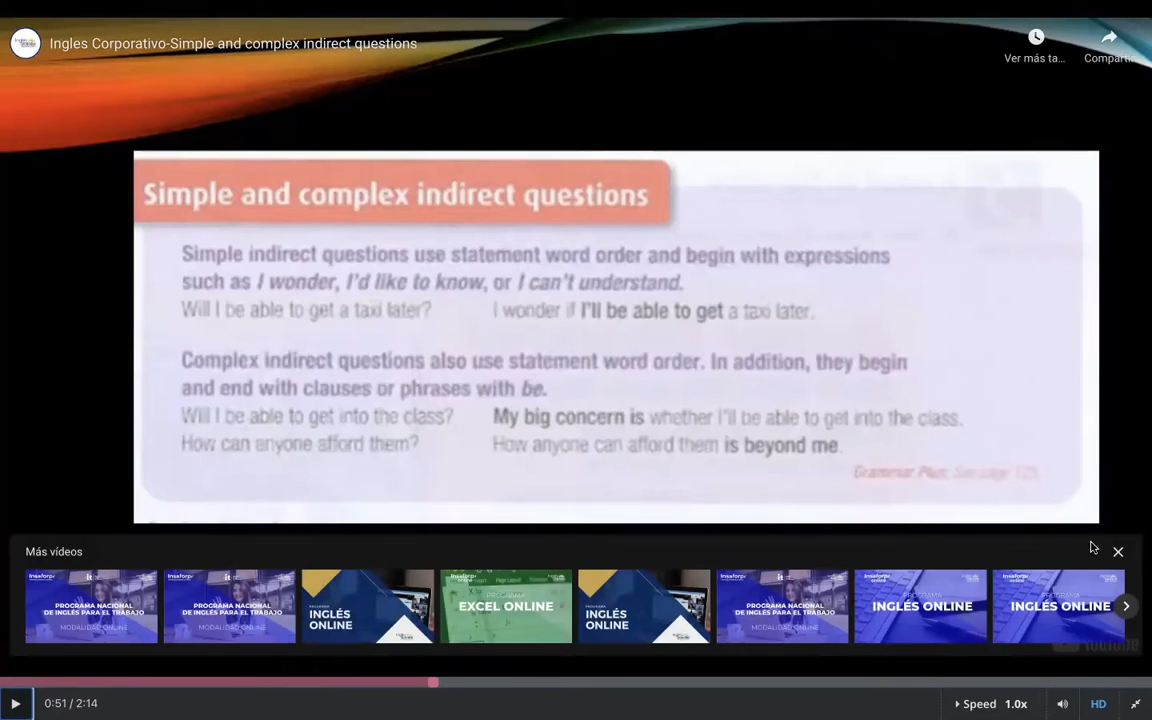 Ingles Corporativo-Simple and complex indirect questions
Ver más ta...
Compartir
Simple and complex indirect questions
Simple indirect questions use statement word order and begin with expressions
such as I wonder, I'd like to know, or I can't understand.
Will I be able to get a taxi later? I wonder if I'll be able to get a taxi later.
Complex indirect questions also use statement word order. In addition, they begin
and end with clauses or phrases with be.
Will I be able to get into the class? My big concern is whether I'll be able to get into the class.
How can anyone afford them? How anyone can afford them is beyond me.
Grammar Plus: See page
Más vídeos
PROGRAMA NACIONAL
DE INGLÉS PARA EL TRABAJO
MODALIDAD ONLINE
PROGRAMA NACIONAL
DE INGLÉS PARA EL TRABAJO
MODALIDAD ONLINE
INGLÉS
ONLINE
PROGRAMA
EXCEL ONLINE
INGLÉS
ONLINE
PROGRAMA NACIONAL
DE INGLÉS PARA EL TRABAJO
MODALIDAD ONLINE
PROGRAMA
INGLÉS ONLINE
PROGRAMA
INGLÉS ONLINE
YouTube
0:51 / 2:14
Speed 1.0x
HD